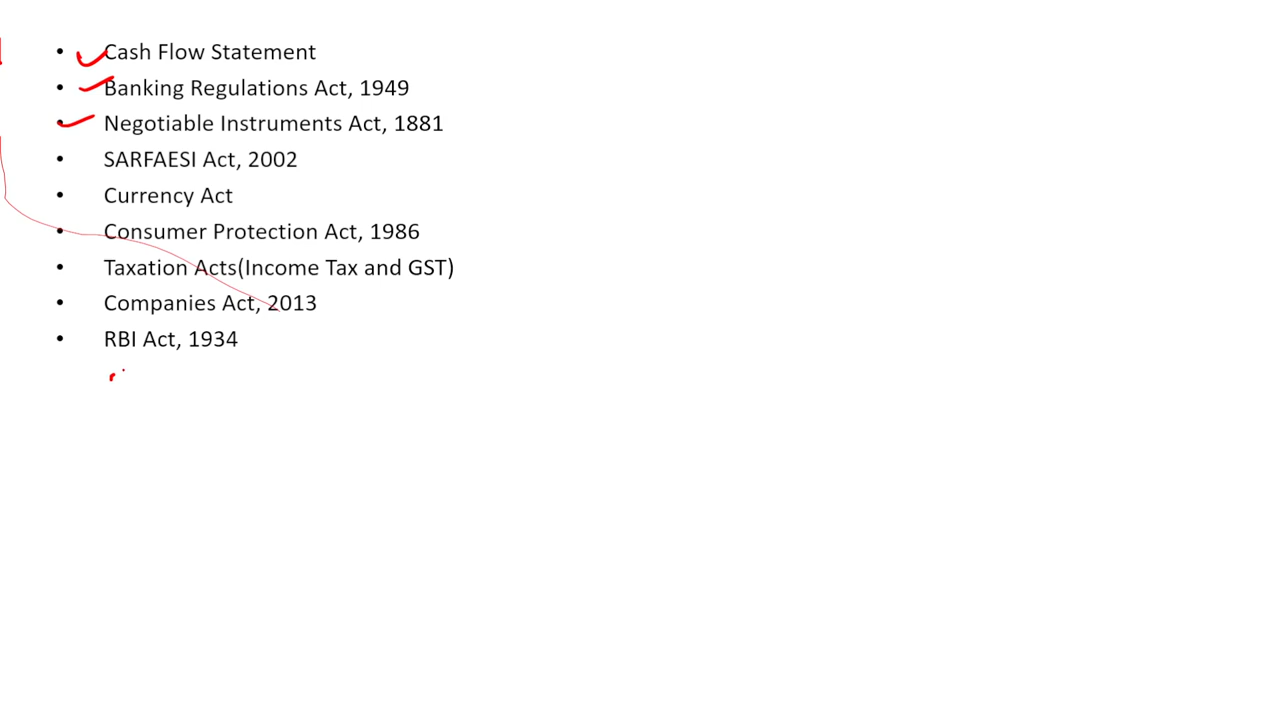 • Cash Flow Statement
• Banking Regulations Act, 1949
• Negotiable Instruments Act, 1881
• SARFAESI Act, 2002
• Currency Act
• Consumer Protection Act, 1986
• Taxation Acts(Income Tax and GST)
• Companies Act, 2013
• RBI Act, 1934